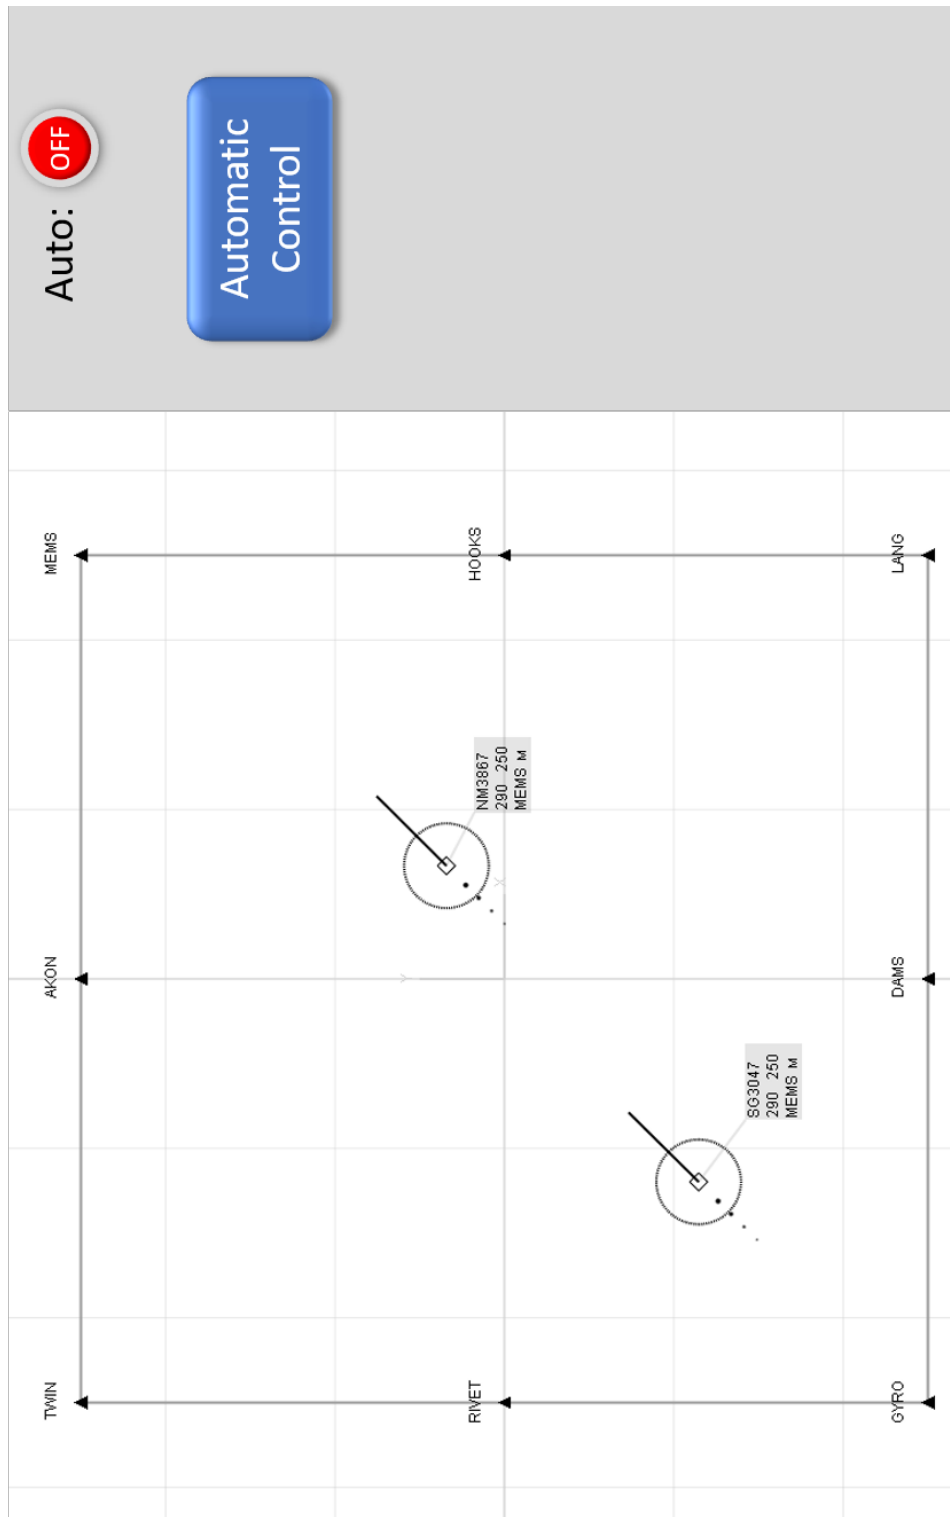 Auto: OFF
Automatic
Control
TWIN
AKON
MEMS
NM3867
290 250
MEMS M
Y
X
RIVET
HOOKS
SG3047
290 250
MEMS M
GYRO
DAMS
LANG